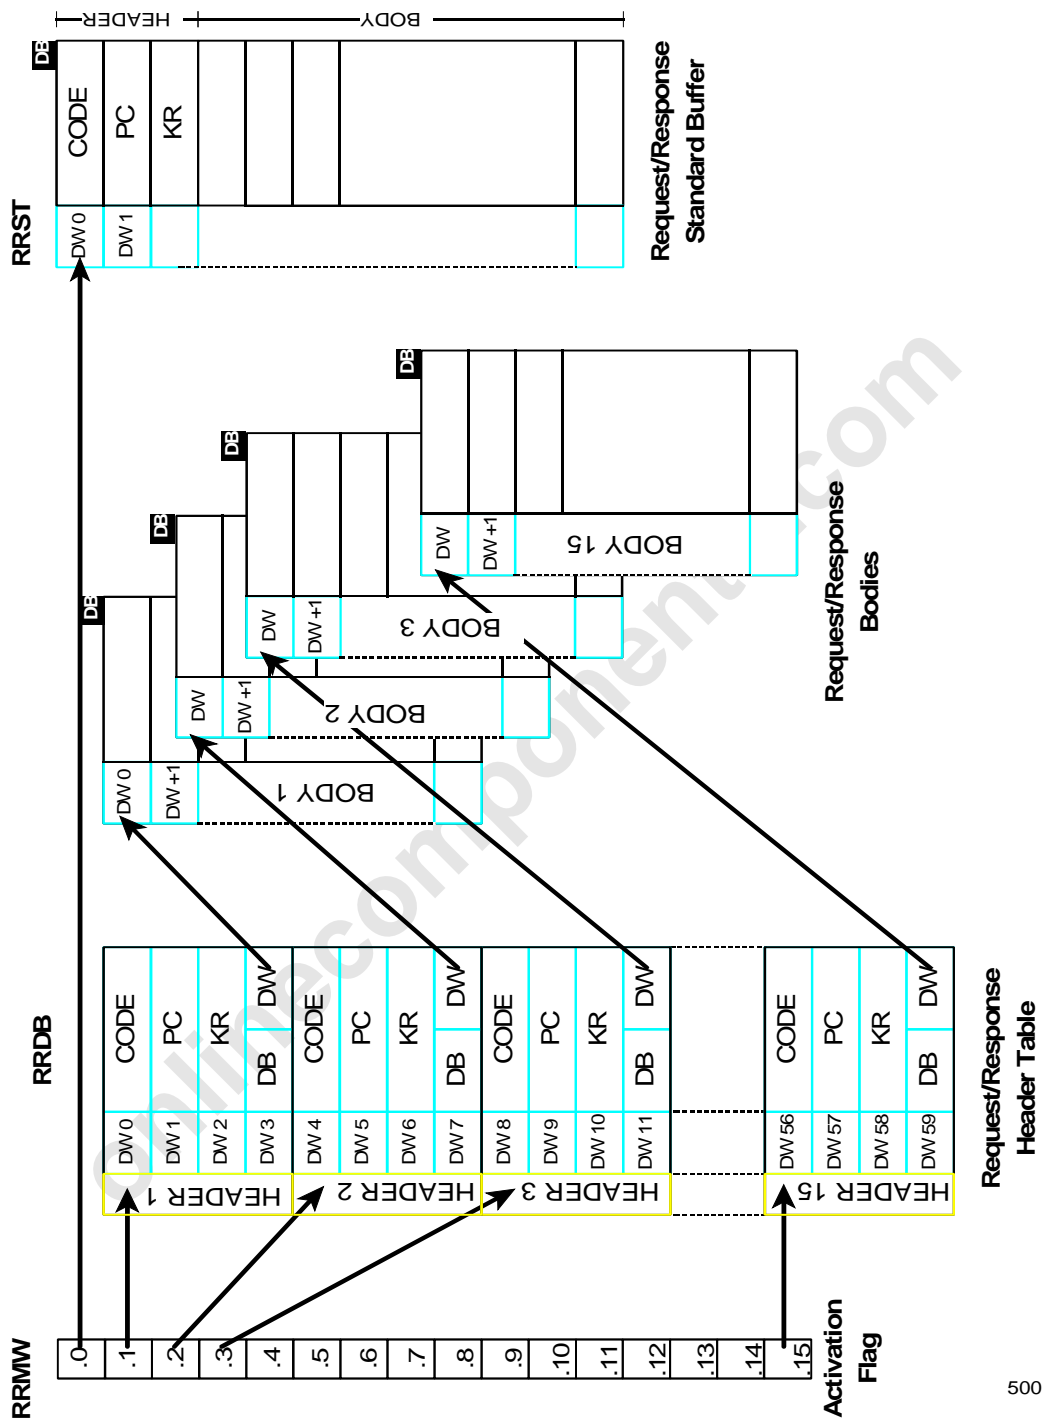 RRMW
.0
.1
.2
.3
.4
.5
.6
.7
.8
.9
.10
.11
.12
.13
.14
.15
Activation
Flag
RRDB
HEADER 1
DW 0
CODE
DW 1
PC
DW 2
KR
DW 3
DB
DW
HEADER 2
DW 4
CODE
DW 5
PC
DW 6
KR
DW 7
DB
DW
HEADER 3
DW 8
CODE
DW 9
PC
DW 10
KR
DW 11
DB
DW
HEADER 15
DW 56
CODE
DW 57
PC
DW 58
KR
DW 59
DB
DW
Request/Response
Header Table
DB
DW 0
DW +1
BODY 1
DB
DW
DW +1
BODY 2
DB
DW
DW +1
BODY 3
DB
DW
DW +1
BODY 15
Request/Response
Bodies
RRST
DB
HEADER
BODY
DW 0
CODE
DW 1
PC
KR
Request/Response
Standard Buffer
500